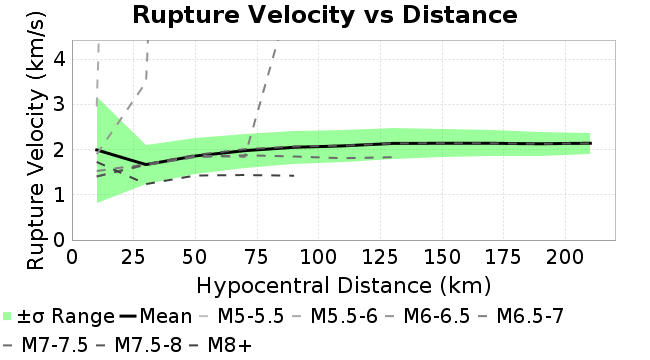 Rupture Velocity vs Distance
Rupture Velocity (km/s)
4
3
2
1
0
0 25 50 75 100 125 150 175 200
Hypocentral Distance (km)
±σ Range Mean M5-5.5 M5.5-6 M6-6.5 M6.5-7
M7-7.5 M7.5-8 M8+